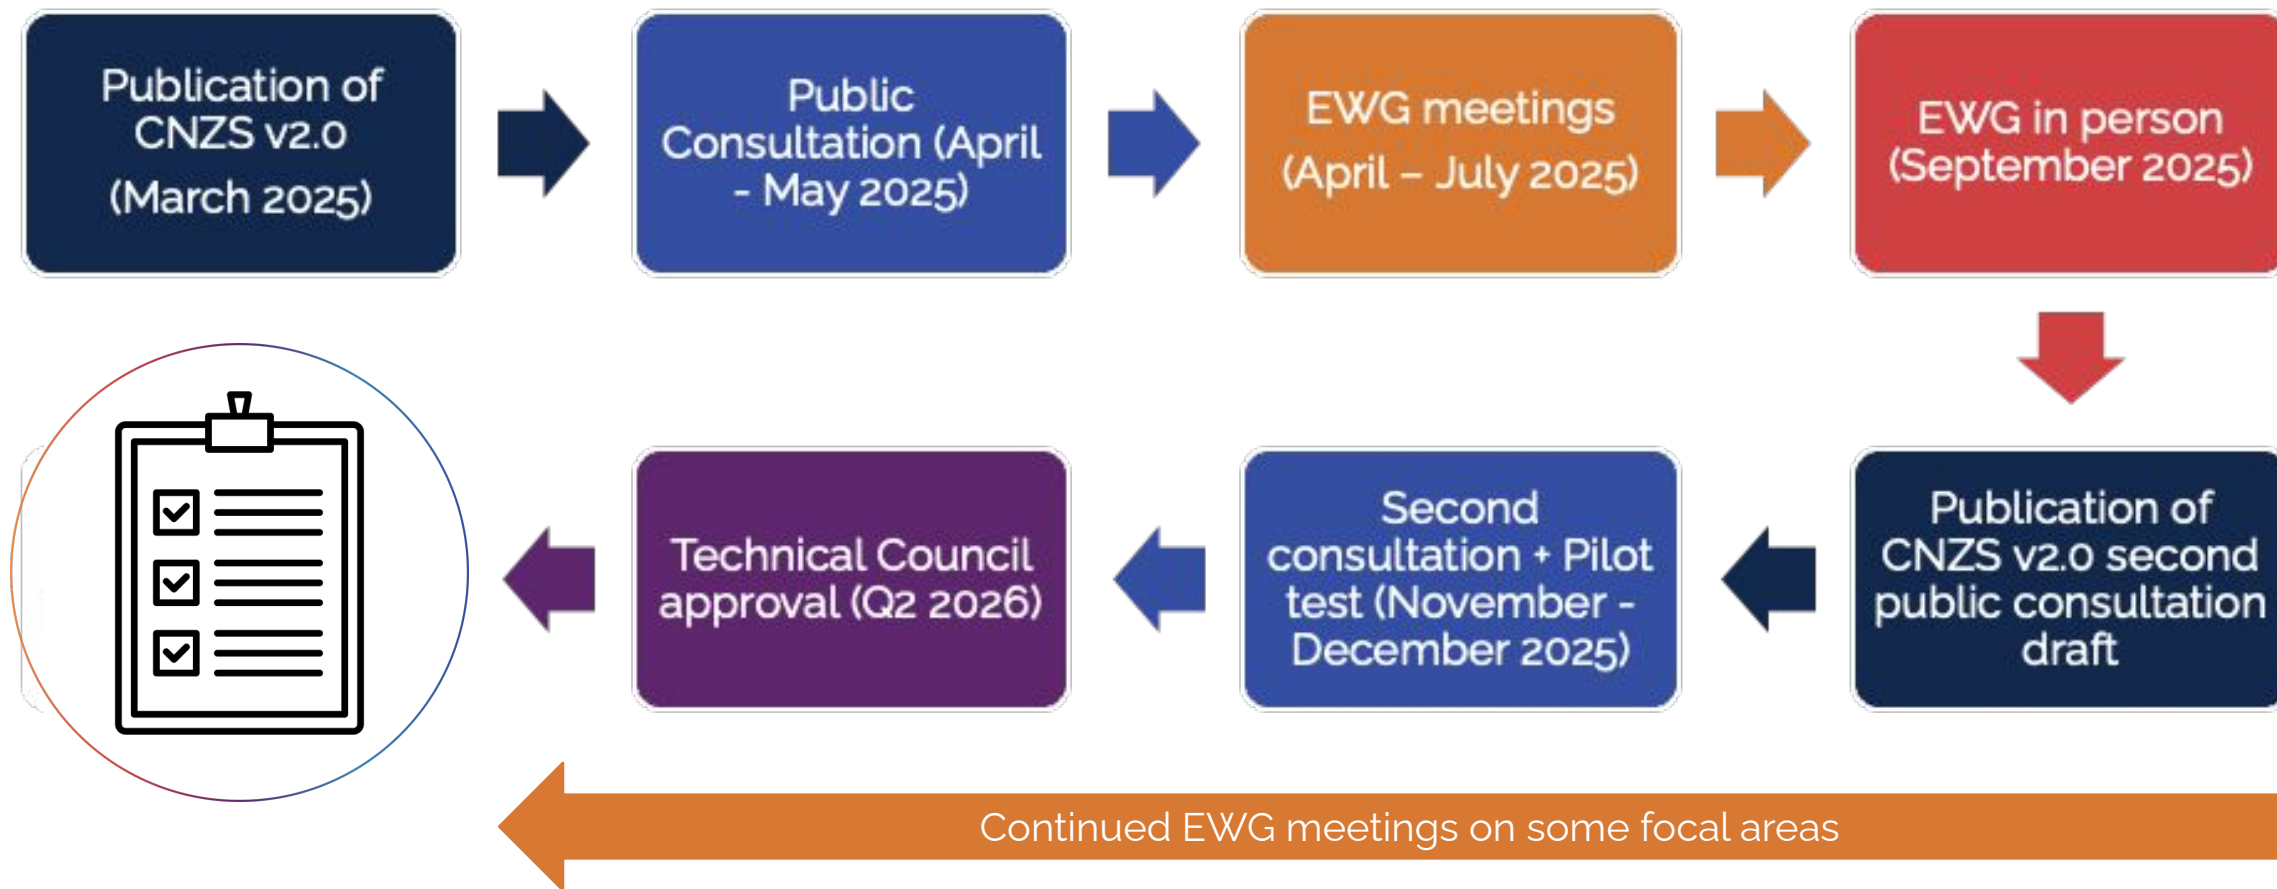 Publication of
CNZS v2.0
(March 2025)
Public
Consultation (April
- May 2025)
EWG meetings
(April – July 2025)
EWG in person
(September 2025)
Publication of
CNZS v2.0 second
public consultation
draft
Second
consultation + Pilot
test (November -
December 2025)
Technical Council
approval (Q2 2026)
Continued EWG meetings on some focal areas